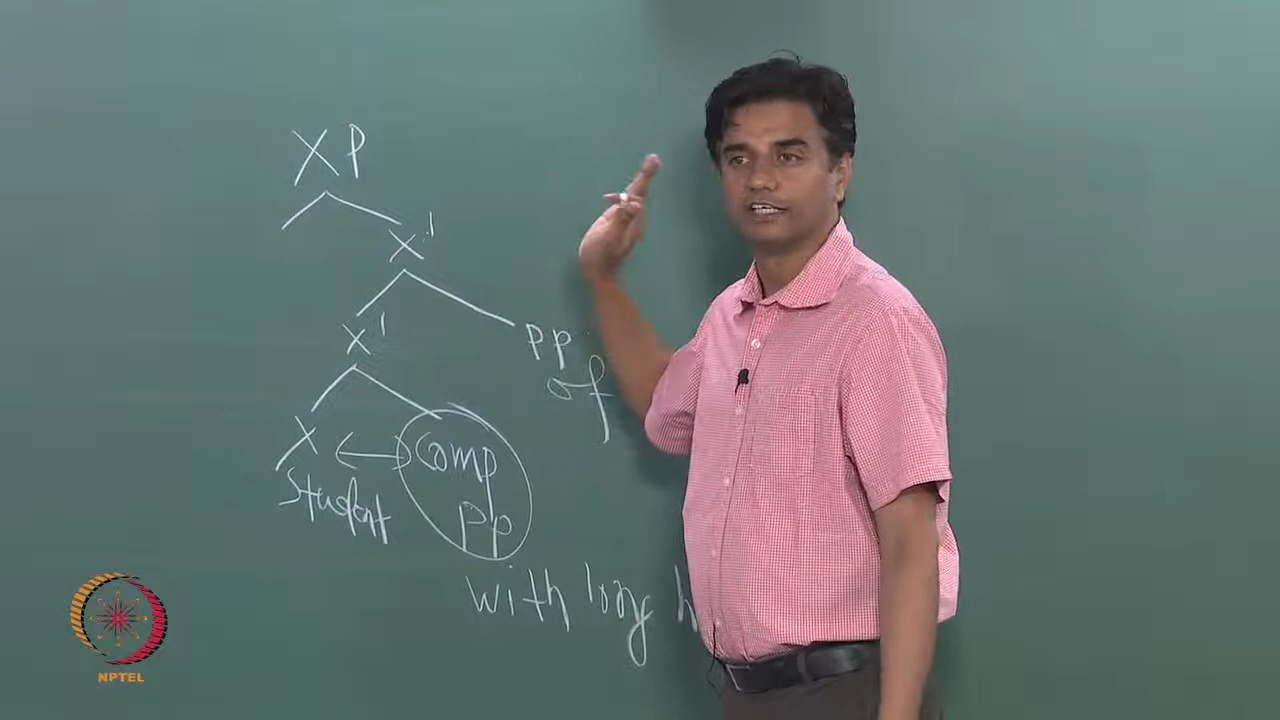 XP
X'
X' PP
of
X Comp
Student PP
with long h
NPTEL